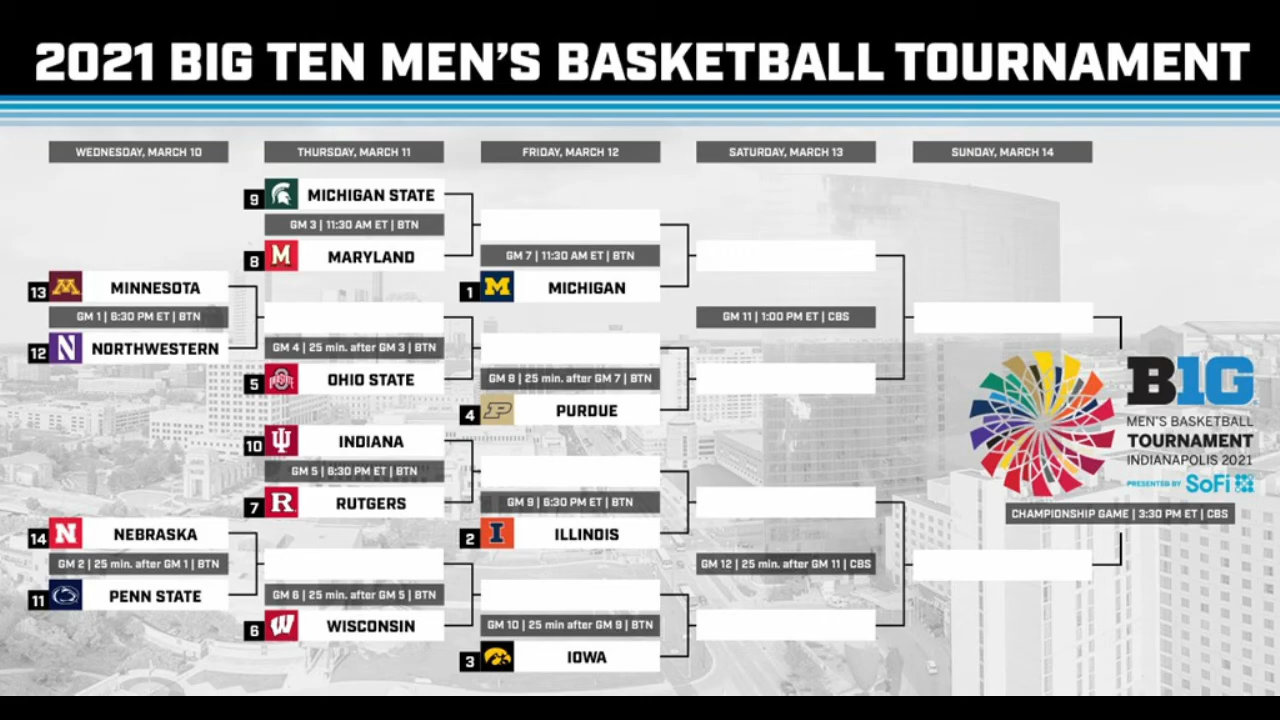 2021 BIG TEN MEN'S BASKETBALL TOURNAMENT
WEDNESDAY, MARCH 10
THURSDAY, MARCH 11
FRIDAY, MARCH 12
SATURDAY, MARCH 13
SUNDAY, MARCH 14
13 MINNESOTA
GM 1 | 6:30 PM ET | BTN
12 NORTHWESTERN
14 NEBRASKA
GM 2 | 25 min. after GM 1 | BTN
11 PENN STATE
9 MICHIGAN STATE
GM 3 | 11:30 AM ET | BTN
8 MARYLAND
GM 4 | 25 min. after GM 3 | BTN
5 OHIO STATE
10 INDIANA
GM 5 | 6:30 PM ET | BTN
7 RUTGERS
GM 6 | 25 min. after GM 5 | BTN
6 WISCONSIN
GM 7 | 11:30 AM ET | BTN
1 MICHIGAN
GM 8 | 25 min. after GM 7 | BTN
4 PURDUE
GM 9 | 6:30 PM ET | BTN
2 ILLINOIS
GM 10 | 25 min after GM 9 | BTN
3 IOWA
GM 11 | 1:00 PM ET | CBS
GM 12 | 25 min. after GM 11 | CBS
B1G
MEN'S BASKETBALL
TOURNAMENT
INDIANAPOLIS 2021
PRESENTED BY SoFi
CHAMPIONSHIP GAME | 3:30 PM ET | CBS